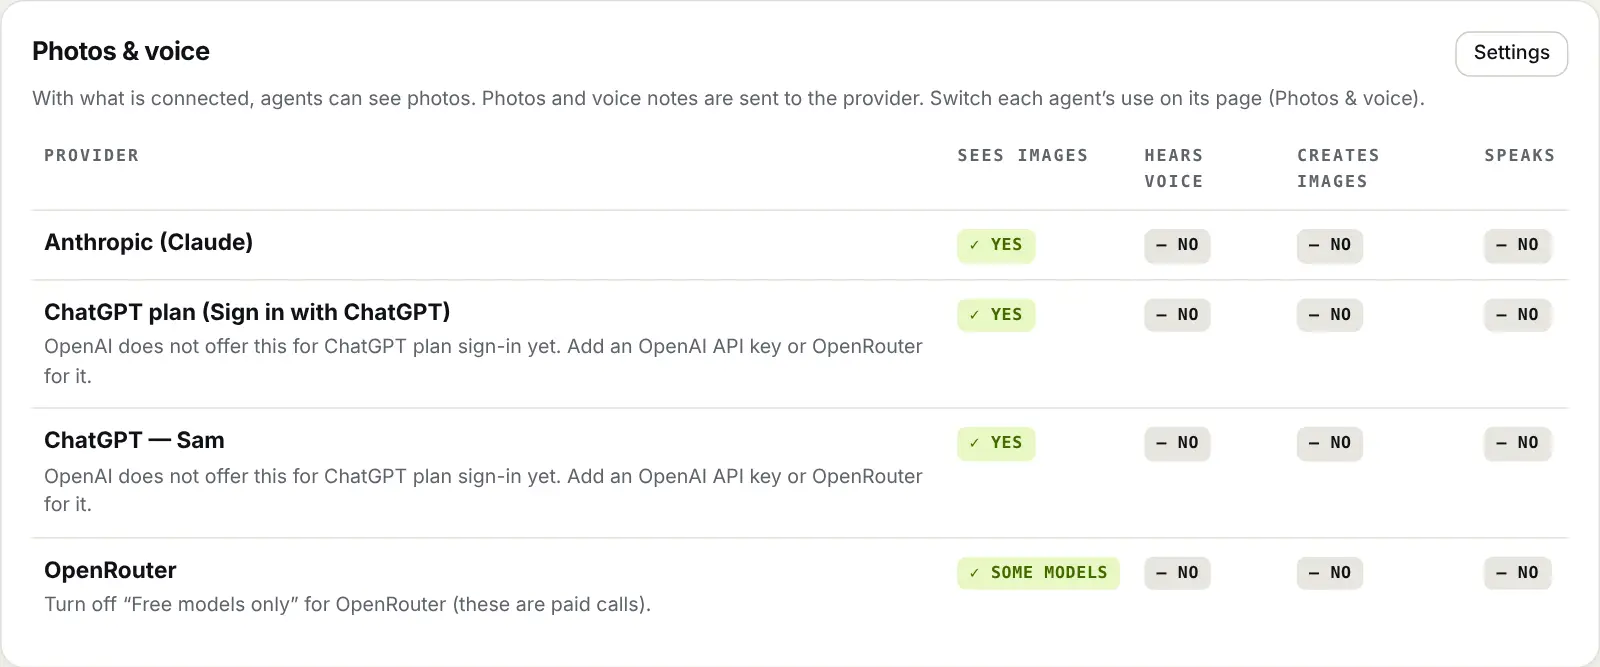 Photos & voice
Settings
With what is connected, agents can see photos. Photos and voice notes are sent to the provider. Switch each agent’s use on its page (Photos & voice).
PROVIDER SEES IMAGES HEARS VOICE CREATES IMAGES SPEAKS
Anthropic (Claude) ✓ YES – NO – NO – NO
ChatGPT plan (Sign in with ChatGPT) ✓ YES – NO – NO – NO
OpenAI does not offer this for ChatGPT plan sign-in yet. Add an OpenAI API key or OpenRouter
for it.
ChatGPT — Sam ✓ YES – NO – NO – NO
OpenAI does not offer this for ChatGPT plan sign-in yet. Add an OpenAI API key or OpenRouter
for it.
OpenRouter ✓ SOME MODELS – NO – NO – NO
Turn off “Free models only” for OpenRouter (these are paid calls).